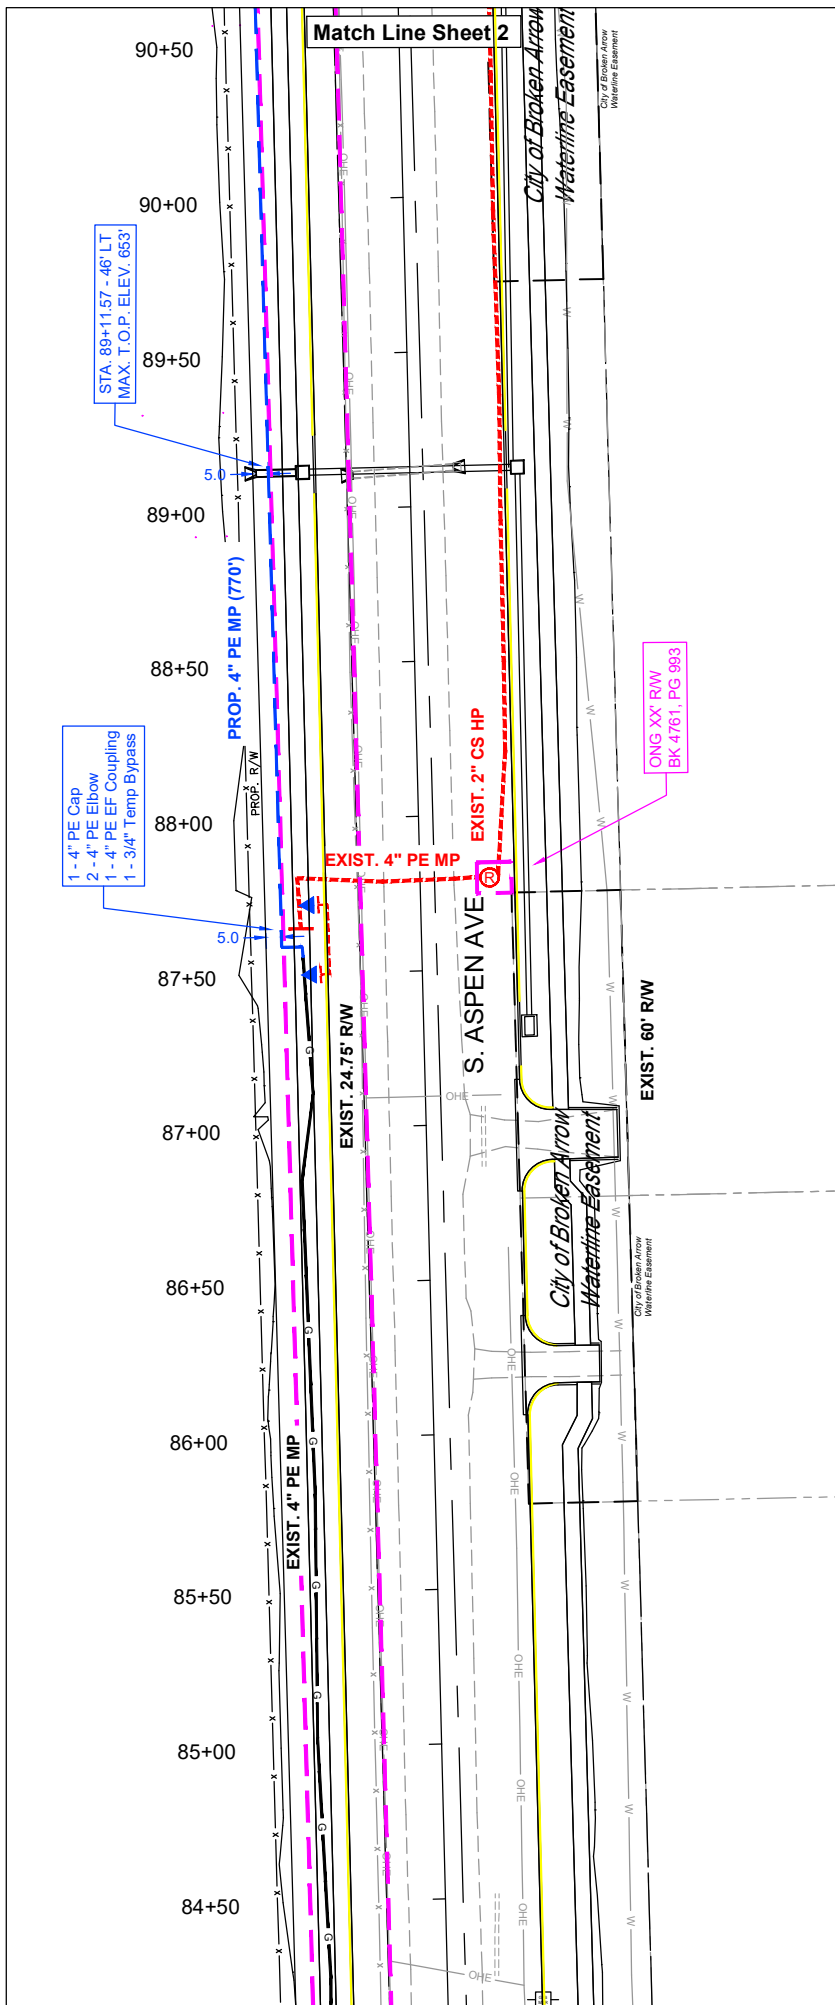 Match Line Sheet 2
90+50
City of Broken Arrow
Waterline Easement
City of Broken Arrow
Waterline Easement
90+00
STA. 89+11.57 - 46' LT
MAX. T.O.P. ELEV. 653'
89+50
5.0
89+00
PROP. 4" PE MP (770')
88+50
ONG XX' R/W
BK 4761, PG 993
EXIST. 2" CS HP
PROP. R/W
88+00
1 - 4" PE Cap
2 - 4" PE Elbow
1 - 4" PE EF Coupling
1 - 3/4" Temp Bypass
EXIST. 4" PE MP
R
5.0
87+50
S. ASPEN AVE
EXIST. 24.75' R/W
EXIST. 60' R/W
OHE
87+00
City of Broken Arrow
Waterline Easement
City of Broken Arrow
Waterline Easement
86+50
OHE
86+00
EXIST. 4" PE MP
OHE
85+50
OHE
85+00
OHE
84+50
OHE
OHE